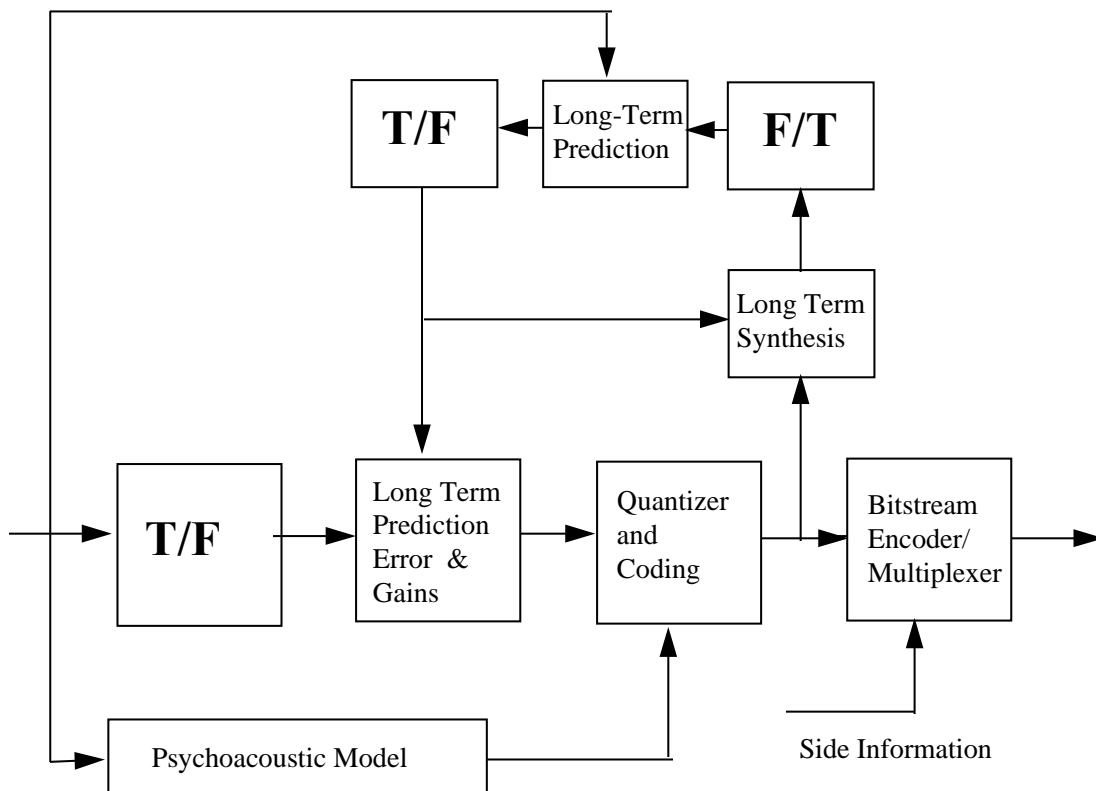 T/F
Long-Term
Prediction
F/T
Long Term
Synthesis
T/F
Long Term
Prediction
Error &
Gains
Quantizer
and
Coding
Bitstream
Encoder/
Multiplexer
Psychoacoustic Model
Side Information